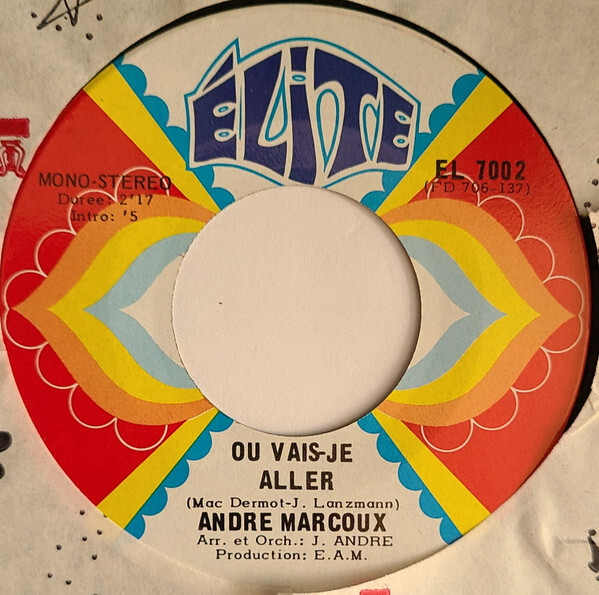 ÉLITE
MONO-STEREO
Duree: 2'17
Intro: '5
EL 7002
(FD 706-137)
OU VAIS-JE
ALLER
(Mac Dermot-J. Lanzmann)
ANDRE MARCOUX
Arr. et Orch.: J. ANDRE
Production: E.A.M.